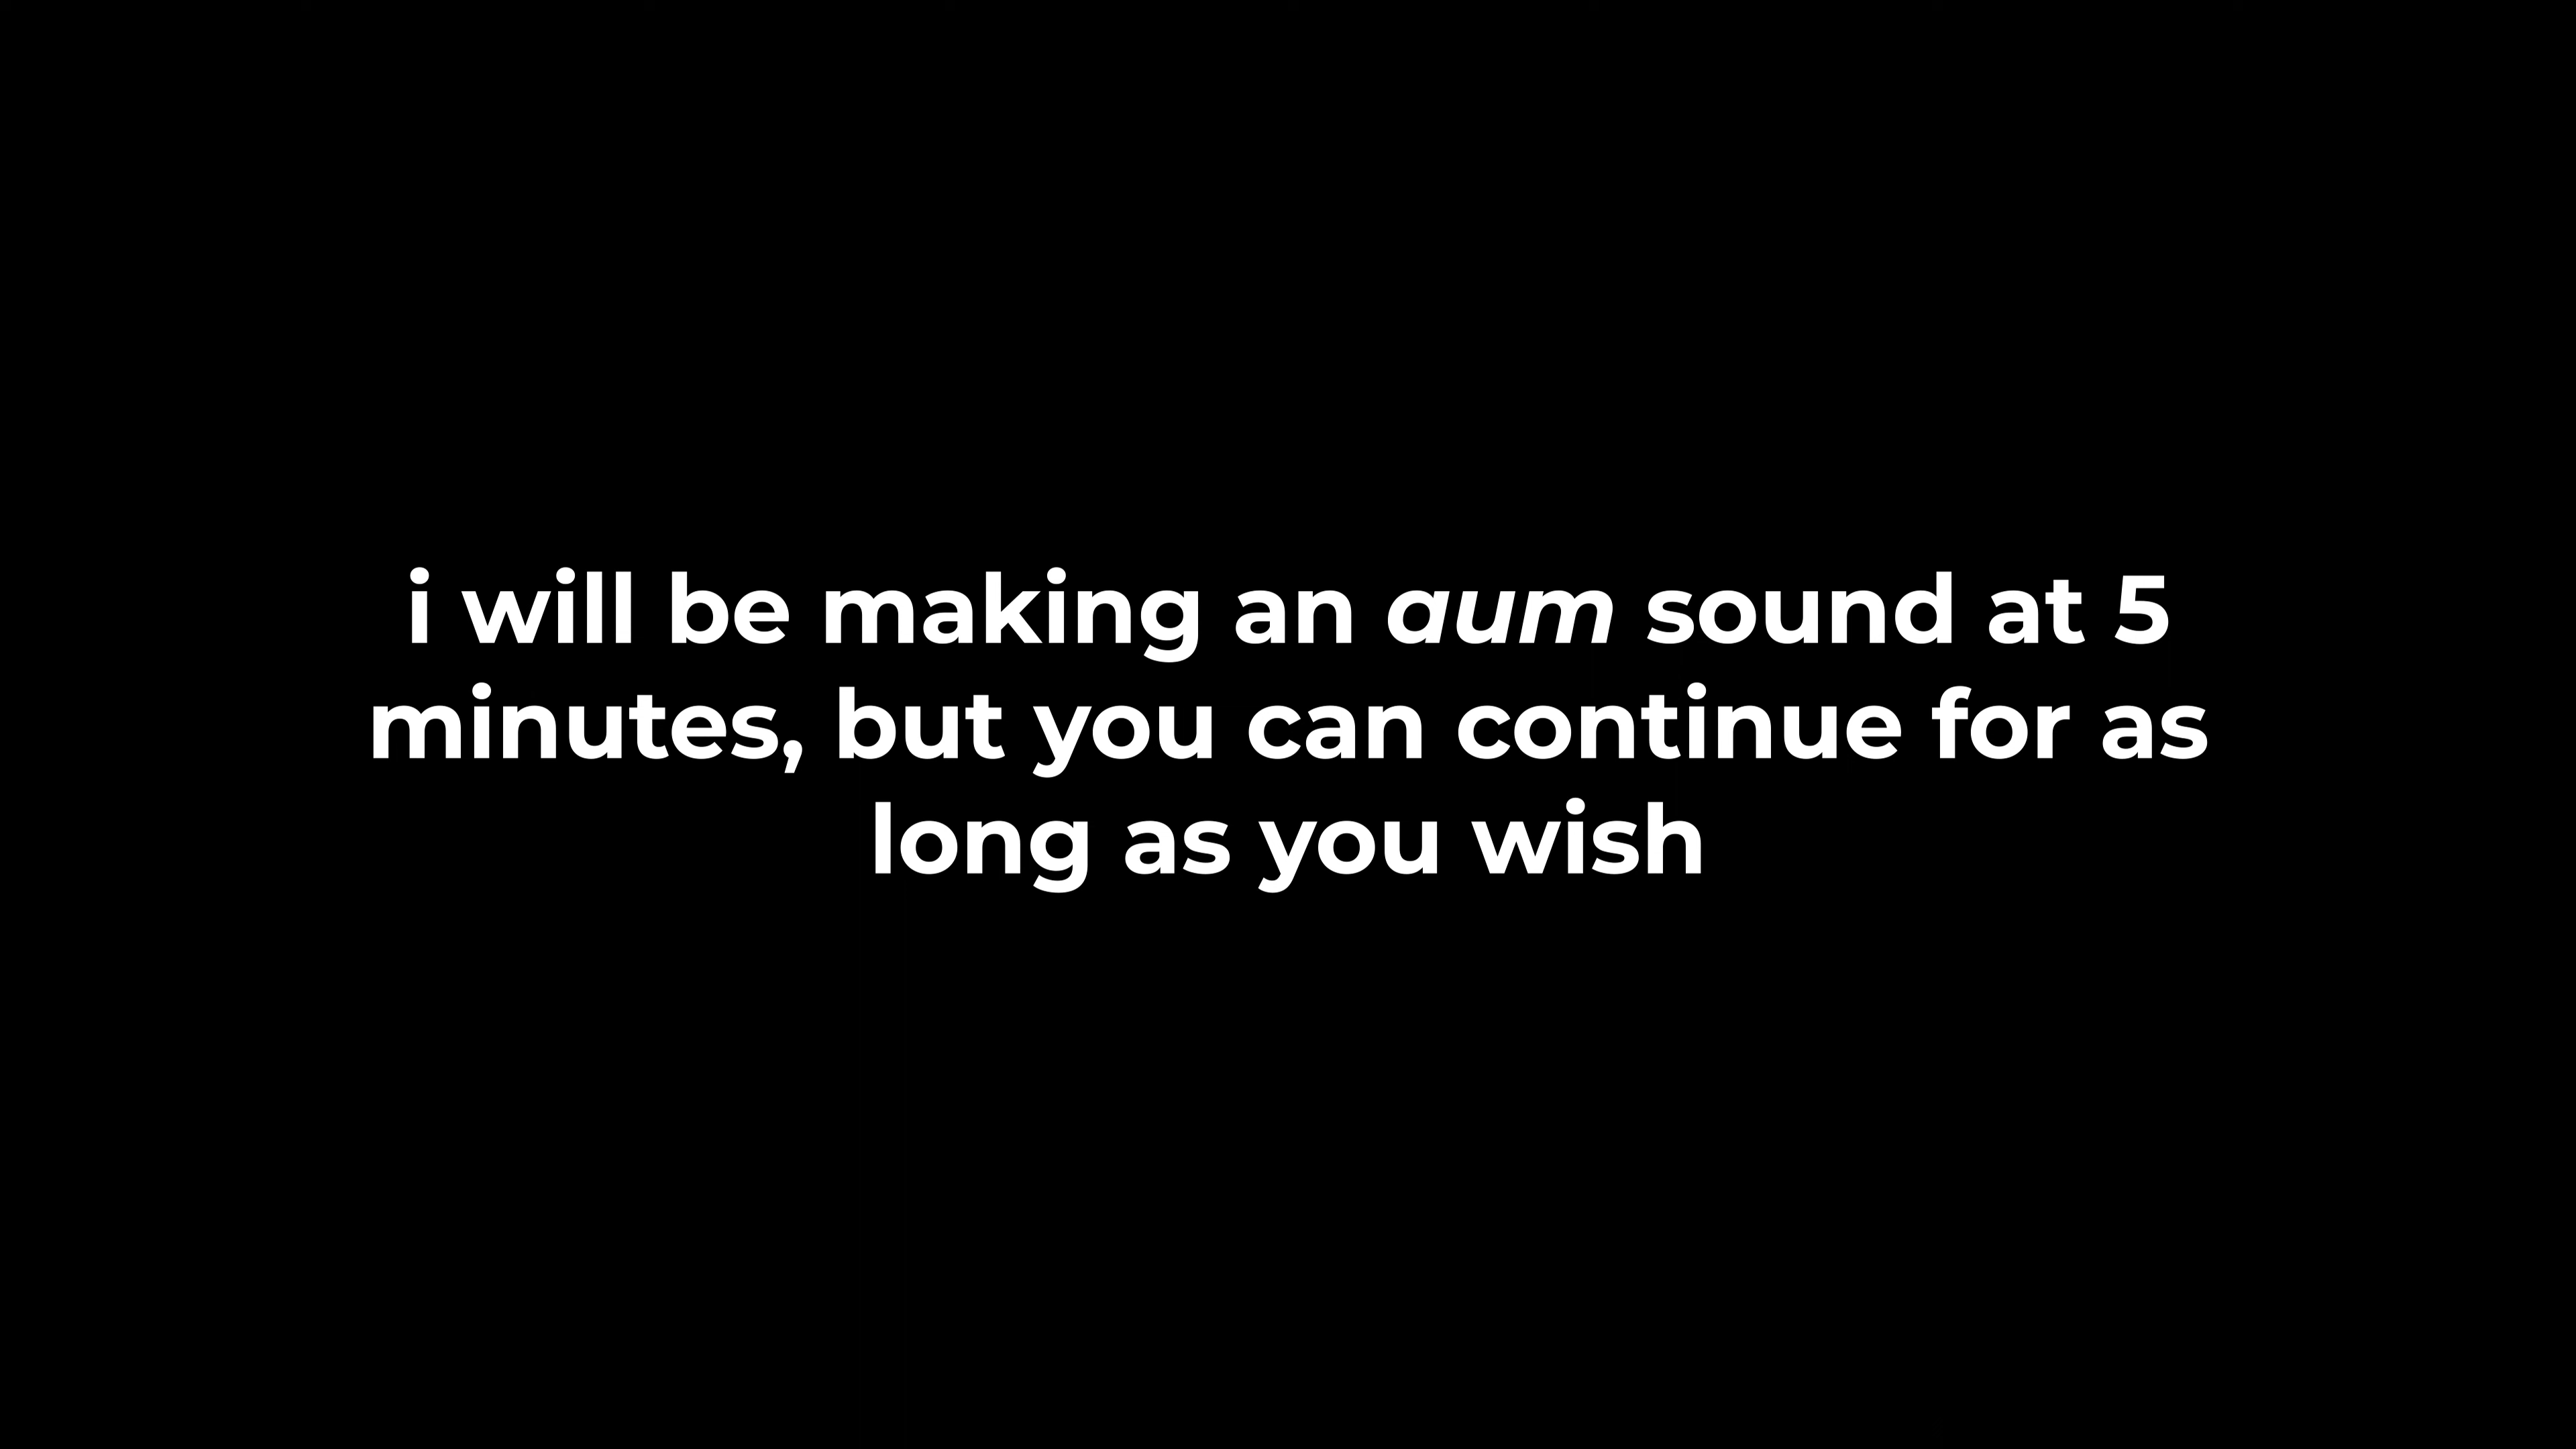 i will be making an aum sound at 5
minutes, but you can continue for as
long as you wish